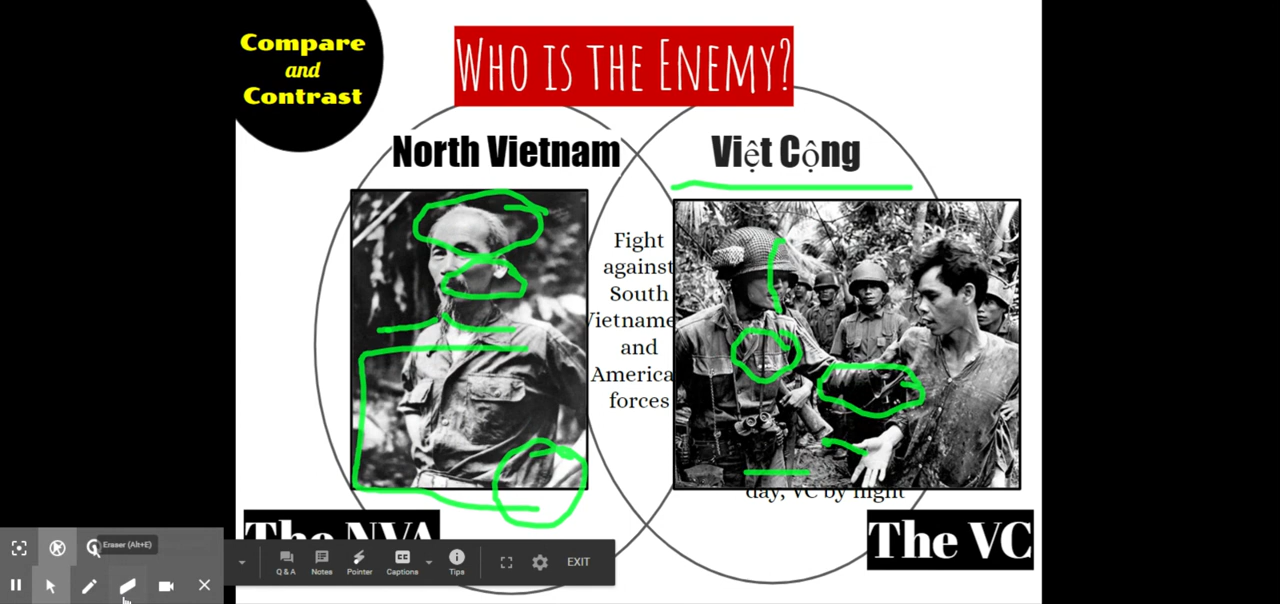 Compare
and
Contrast
WHO IS THE ENEMY?
North Vietnam
Việt Cộng
Fight
against
South
Vietname
and
America
forces
day, VC by night
The NVA
The VC
Eraser (Alt+E)
Q & A
Notes
Pointer
Captions
Tips
EXIT